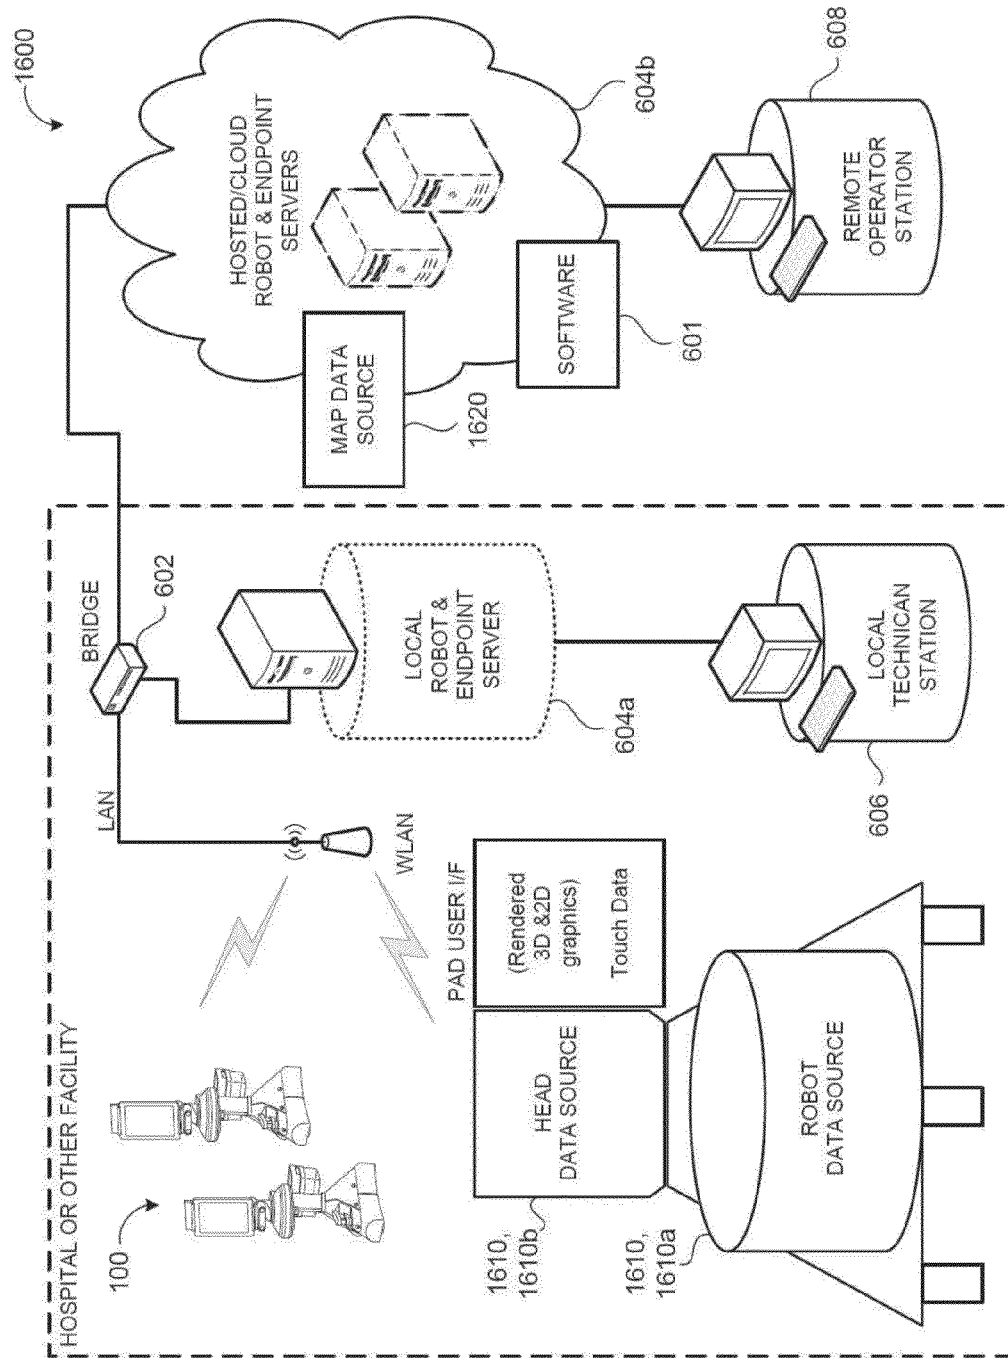 1600
HOSPITAL OR OTHER FACILITY
100
LAN
BRIDGE
602
WLAN
HOSTED/CLOUD
ROBOT & ENDPOINT
SERVERS
604b
MAP DATA
SOURCE
1620
SOFTWARE
601
LOCAL
ROBOT &
ENDPOINT
SERVER
604a
PAD USER I/F
(Rendered
3D &2D
graphics)
Touch Data
HEAD
DATA SOURCE
1610,
1610b
ROBOT
DATA SOURCE
1610,
1610a
LOCAL
TECHNICAN
STATION
606
REMOTE
OPERATOR
STATION
608